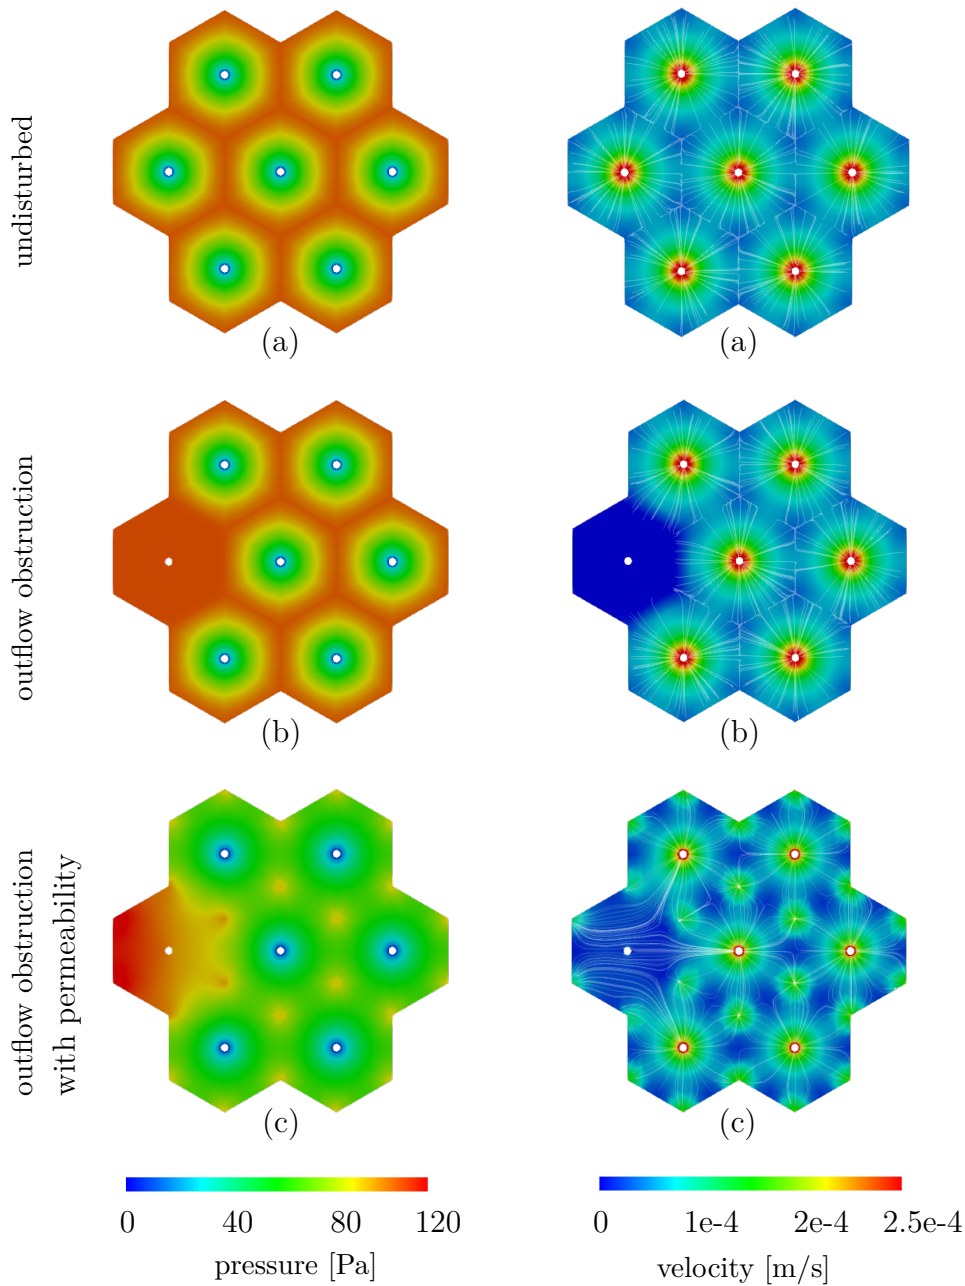 undisturbed
(a)
(a)
outflow obstruction
(b)
(b)
outflow obstruction
with permeability
(c)
(c)
0 40 80 120
pressure [Pa]
0 1e-4 2e-4 2.5e-4
velocity [m/s]